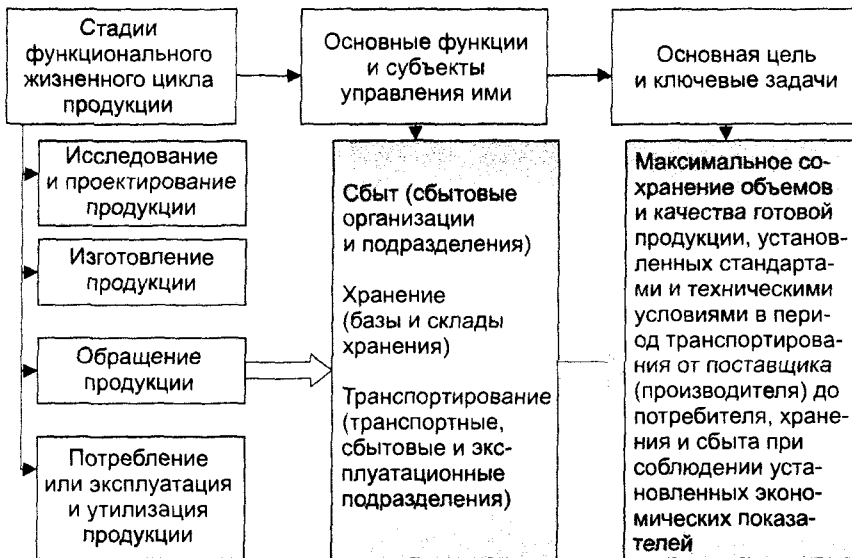 Стадии
функционального
жизненного цикла
продукции
Основные функции
и субъекты
управления ими
Основная цель
и ключевые задачи
Исследование
и проектирование
продукции
Изготовление
продукции
Обращение
продукции
Потребление
или эксплуатация
и утилизация
продукции
Сбыт (сбытовые
организации
и подразделения)
Хранение
(базы и склады
хранения)
Транспортирование
(транспортные,
сбытовые и экс-
плуатационные
подразделения)
Максимальное со-
хранение объемов
и качества готовой
продукции, установ-
ленных стандарта-
ми и техническими
условиями в пери-
од транспортирова-
ния от поставщика
(производителя) до
потребителя, хране-
ния и сбыта при
соблюдении уста-
новленных эконо-
мических показа-
телей